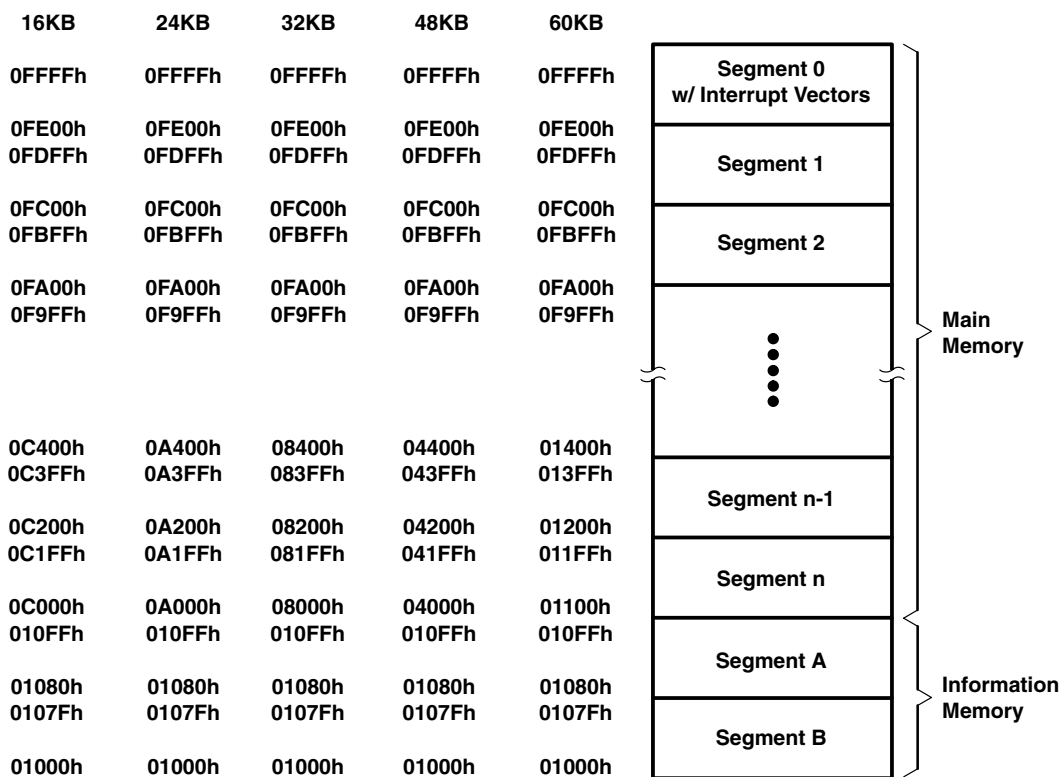 16KB 24KB 32KB 48KB 60KB
0FFFFh 0FFFFh 0FFFFh 0FFFFh 0FFFFh
Segment 0
w/ Interrupt Vectors
0FE00h 0FE00h 0FE00h 0FE00h 0FE00h
0FDFFh 0FDFFh 0FDFFh 0FDFFh 0FDFFh
Segment 1
0FC00h 0FC00h 0FC00h 0FC00h 0FC00h
0FBFFh 0FBFFh 0FBFFh 0FBFFh 0FBFFh
Segment 2
0FA00h 0FA00h 0FA00h 0FA00h 0FA00h
0F9FFh 0F9FFh 0F9FFh 0F9FFh 0F9FFh
Main
Memory
0C400h 0A400h 08400h 04400h 01400h
0C3FFh 0A3FFh 083FFh 043FFh 013FFh
Segment n-1
0C200h 0A200h 08200h 04200h 01200h
0C1FFh 0A1FFh 081FFh 041FFh 011FFh
Segment n
0C000h 0A000h 08000h 04000h 01100h
010FFh 010FFh 010FFh 010FFh 010FFh
Segment A
01080h 01080h 01080h 01080h 01080h
0107Fh 0107Fh 0107Fh 0107Fh 0107Fh
Information
Memory
Segment B
01000h 01000h 01000h 01000h 01000h